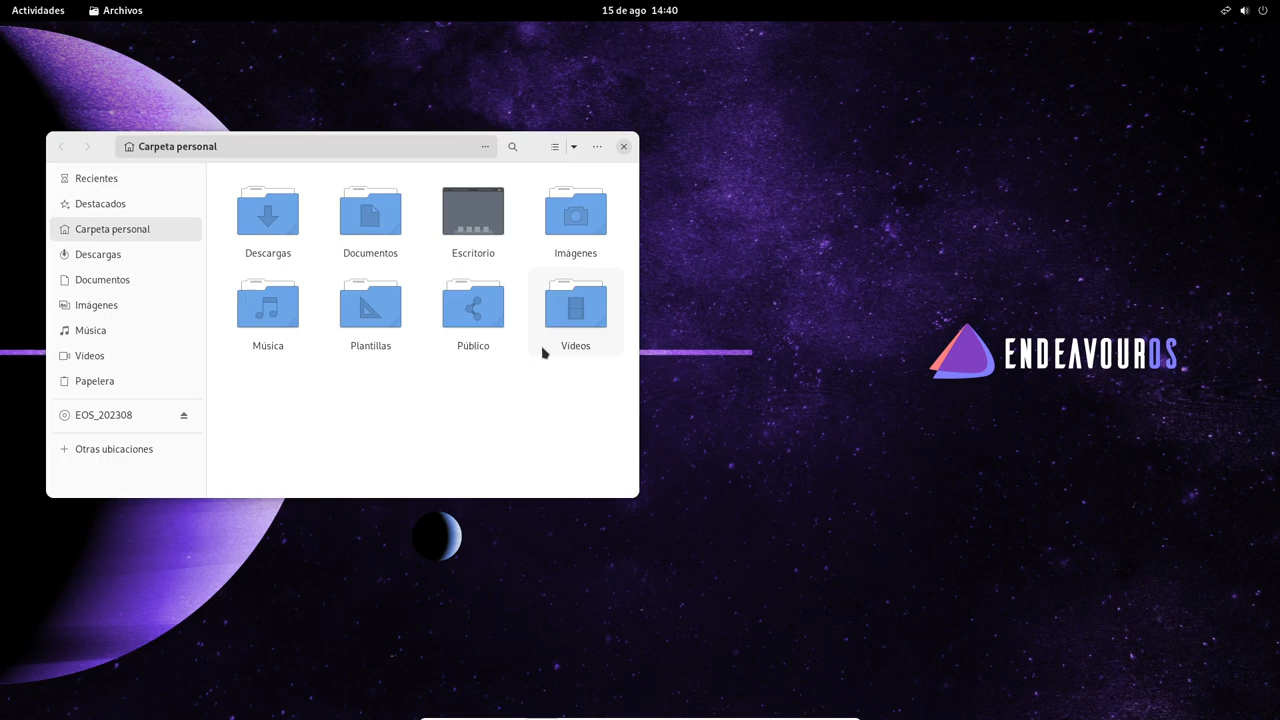 Actividades
Archivos
15 de ago 14:40
Carpeta personal
Recientes
Destacados
Carpeta personal
Descargas
Documentos
Imágenes
Música
Vídeos
Papelera
EOS_202308
Otras ubicaciones
Descargas
Documentos
Escritorio
Imágenes
Música
Plantillas
Público
Vídeos
ENDEAVOUROS